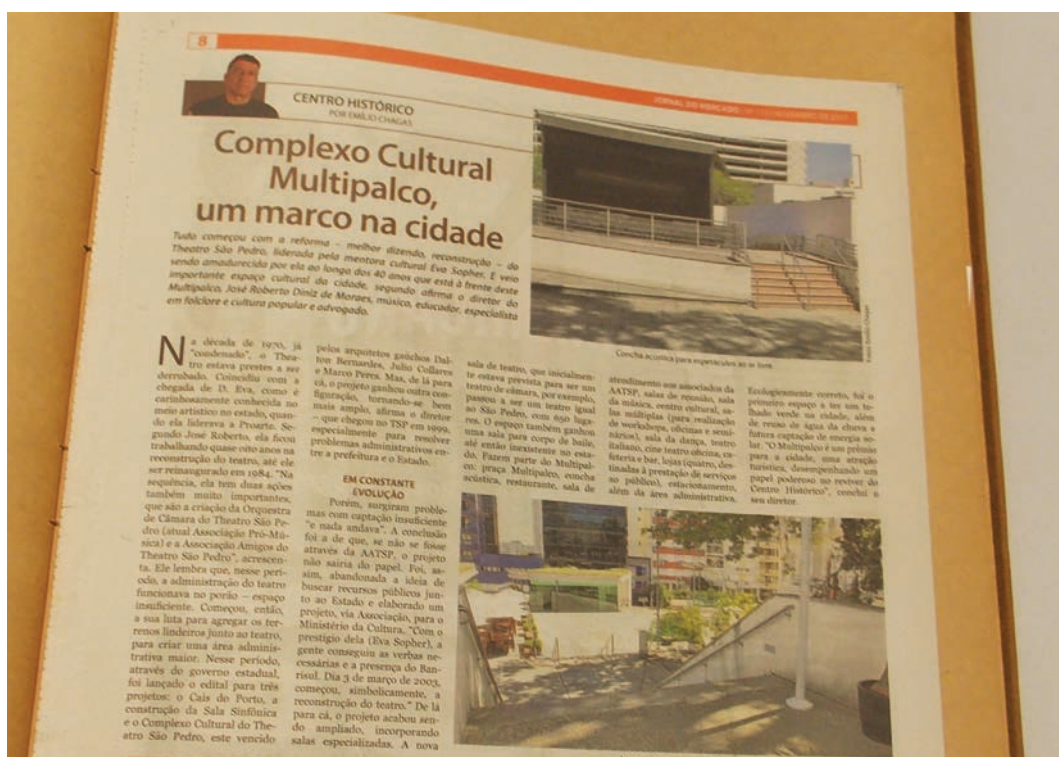 8
JORNAL DO MERCADO
CENTRO HISTÓRICO
POR EMÍLIO CHAGAS
Complexo Cultural
Multipalco,
um marco na cidade
Tudo começou com a reforma – melhor dizendo, reconstrução – do
Theatro São Pedro, liderada pela mentora cultural Eva Sopher. E veio
sendo amadurecida por ela ao longo dos 40 anos que está à frente deste
importante espaço cultural da cidade, segundo afirma o diretor do
Multipalco, José Roberto Diniz de Moraes, músico, educador, especialista
em folclore e cultura popular e advogado.
Concha acústica para espetáculos ao ar livre
Na década de 1970, já
"condenado", o Thea-
tro estava prestes a ser
derrubado. Coincidiu com a
chegada de D. Eva, como é
carinhosamente conhecida no
meio artístico no estado, quan-
do ela liderava a Proarte. Se-
gundo José Roberto, ela ficou
trabalhando quase oito anos na
reconstrução do teatro, até ele
ser reinaugurado em 1984. "Na
sequência, ela tem duas ações
também muito importantes,
que são a criação da Orquestra
de Câmara do Theatro São Pe-
dro (atual Associação Pró-Mú-
sica) e a Associação Amigos do
Theatro São Pedro", acrescen-
ta. Ele lembra que, nesse perí-
odo, a administração do teatro
funcionava no porão – espaço
insuficiente. Começou, então,
a sua luta para agregar os ter-
renos lindeiros junto ao teatro,
para criar uma área adminis-
trativa maior. Nesse período,
através do governo estadual,
foi lançado o edital para três
projetos: o Cais do Porto, a
construção da Sala Sinfônica
e o Complexo Cultural do The-
atro São Pedro, este vencido
pelos arquitetos gaúchos Dal-
ton Bernardes, Julio Collares
e Marco Peres. Mas, de lá para
cá, o projeto ganhou outra con-
figuração, tornando-se bem
mais amplo, afirma o diretor
– que chegou no TSP em 1999,
especialmente para resolver
problemas administrativos en-
tre a prefeitura e o Estado.
EM CONSTANTE
EVOLUÇÃO
Porém, surgiram proble-
mas com captação insuficiente
"e nada andava". A conclusão
foi a de que, se não se fosse
através da AATSP, o projeto
não sairia do papel. Foi, as-
sim, abandonada a ideia de
buscar recursos públicos jun-
to ao Estado e elaborado um
projeto, via Associação, para o
Ministério da Cultura, "Com o
prestígio dela (Eva Sopher), a
gente conseguiu as verbas ne-
cessárias e a presença do Ban-
risul. Dia 3 de março de 2003,
começou, simbolicamente, a
reconstrução do teatro." De lá
para cá, o projeto acabou sen-
do ampliado, incorporando
salas especializadas. A nova
sala de teatro, que inicialmen-
te estava prevista para ser um
teatro de câmara, por exemplo,
passou a ser um teatro igual
ao São Pedro, com 650 luga-
res. O espaço também ganhou
uma sala para corpo de baile,
até então inexistente no esta-
do. Fazem parte do Multipal-
co: praça Multipalco, concha
acústica, restaurante, sala de
atendimento aos associados da
AATSP, salas de reunião, sala
da música, centro cultural, sa-
las múltiplas (para realização
de workshops, oficinas e semi-
nários), sala da dança, teatro
italiano, cine teatro oficina, ca-
feteria e bar, lojas (quatro, des-
tinadas à prestação de serviços
ao público), estacionamento,
além da área administrativa.
Ecologicamente correto, foi o
primeiro espaço a ter um te-
lhado verde na cidade, além
de reuso de água da chuva e
futura captação de energia so-
lar. "O Multipalco é um prêmio
para a cidade, uma atração
turística, desempenhando um
papel poderoso no reviver do
Centro Histórico", conclui o
seu diretor.